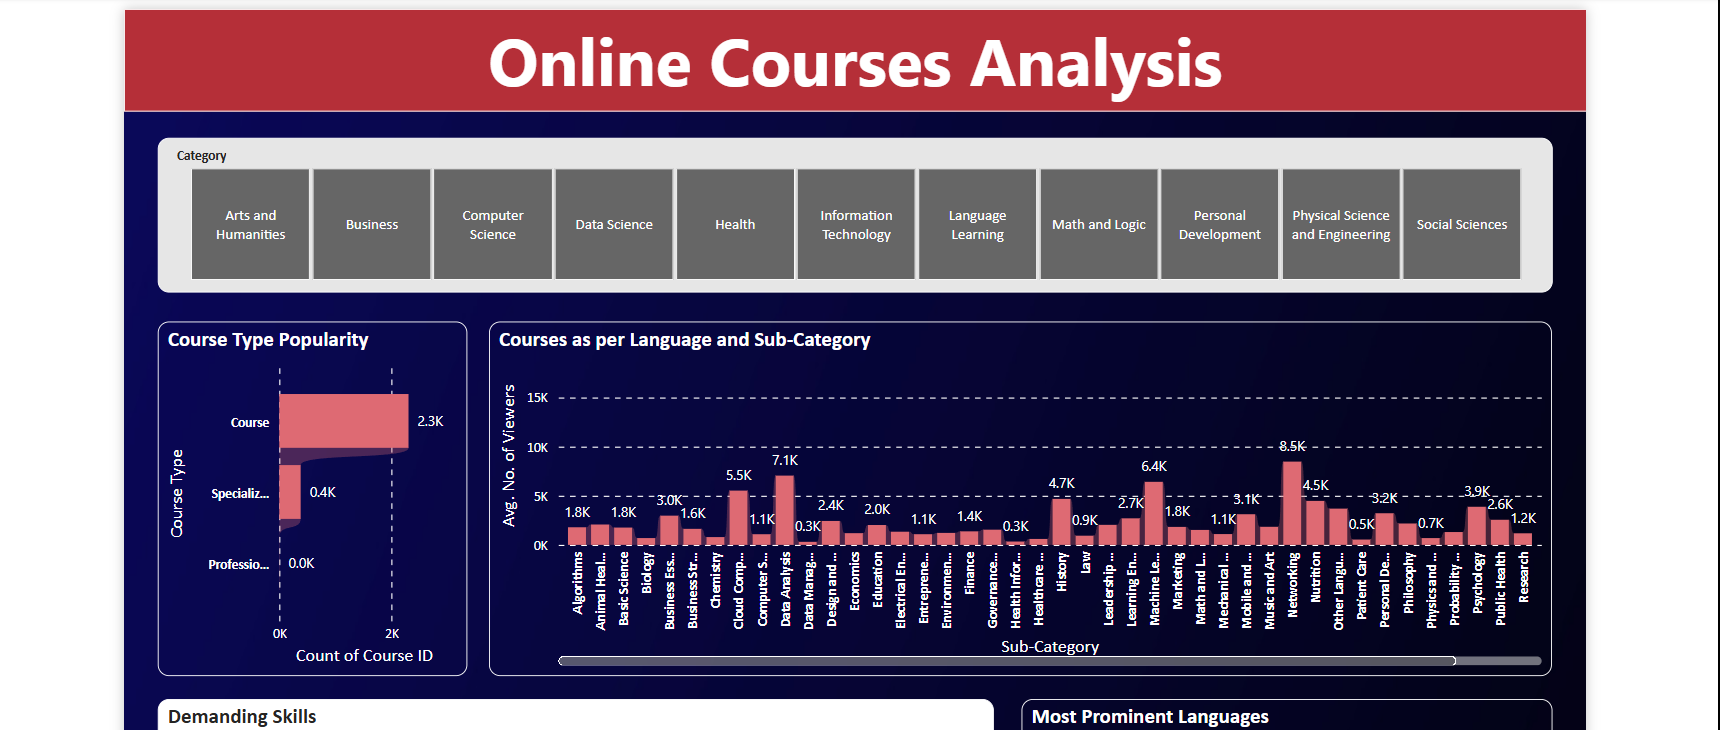 Online Courses Analysis
Category
Arts and
Humanities
Business
Computer
Science
Data Science
Health
Information
Technology
Language
Learning
Math and Logic
Personal
Development
Physical Science
and Engineering
Social Sciences
Course Type Popularity
Course Type
Course
2.3K
Specializ...
0.4K
Professio...
0.0K
0K
2K
Count of Course ID
Courses as per Language and Sub-Category
Avg. No. of Viewers
15K
10K
5K
0K
1.8K
1.8K
3.0K
1.6K
5.5K
1.1K
7.1K
0.3K
2.4K
2.0K
1.1K
1.4K
0.3K
4.7K
0.9K
2.7K
6.4K
1.8K
1.1K
3.1K
8.5K
4.5K
0.5K
3.2K
0.7K
3.9K
2.6K
1.2K
Algorithms
Animal Heal...
Basic Science
Biology
Business Ess...
Business Str...
Chemistry
Cloud Comp...
Computer S...
Data Analysis
Data Manag...
Design and ...
Economics
Education
Electrical En...
Entreprene...
Environmen...
Finance
Governance...
Health Infor...
Healthcare ...
History
Law
Leadership ...
Learning En...
Machine Le...
Marketing
Math and L...
Mechanical ...
Mobile and ...
Music and Art
Networking
Nutrition
Other Langu...
Patient Care
Personal De...
Philosophy
Physics and ...
Probability ...
Psychology
Public Health
Research
Sub-Category
Demanding Skills
Most Prominent Languages